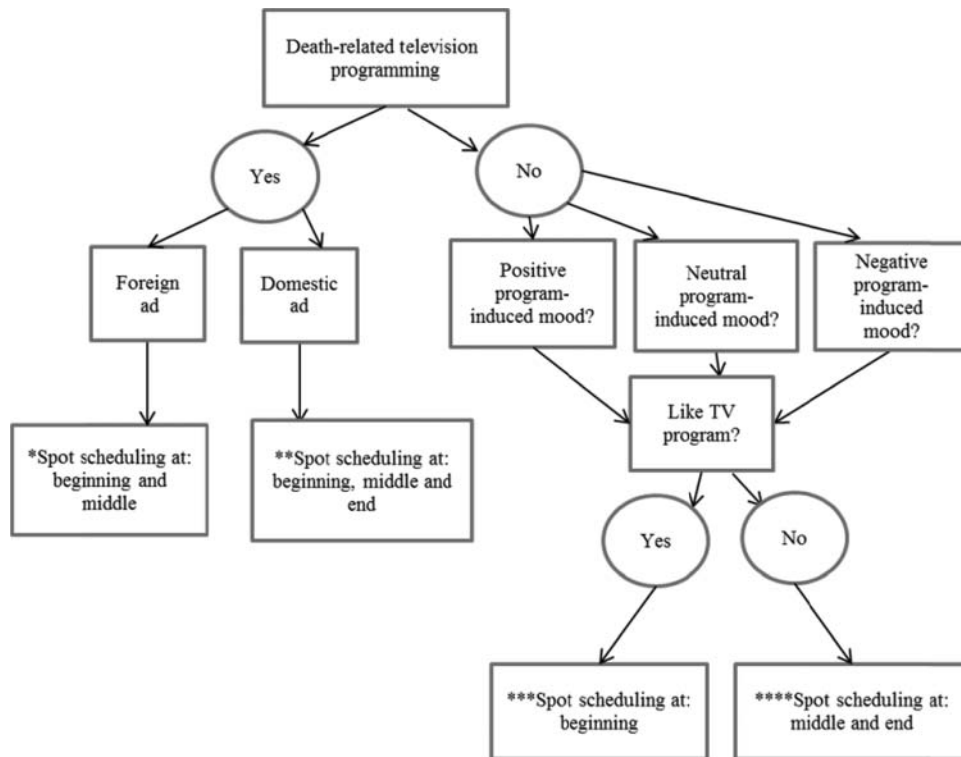 Death-related television
programming
Yes
No
Foreign
ad
Domestic
ad
Positive
program-
induced mood?
Neutral
program-
induced mood?
Negative
program-
induced
mood?
*Spot scheduling at:
beginning and
middle
**Spot scheduling at:
beginning, middle and
end
Like TV
program?
Yes
No
***Spot scheduling at:
beginning
****Spot scheduling at:
middle and end